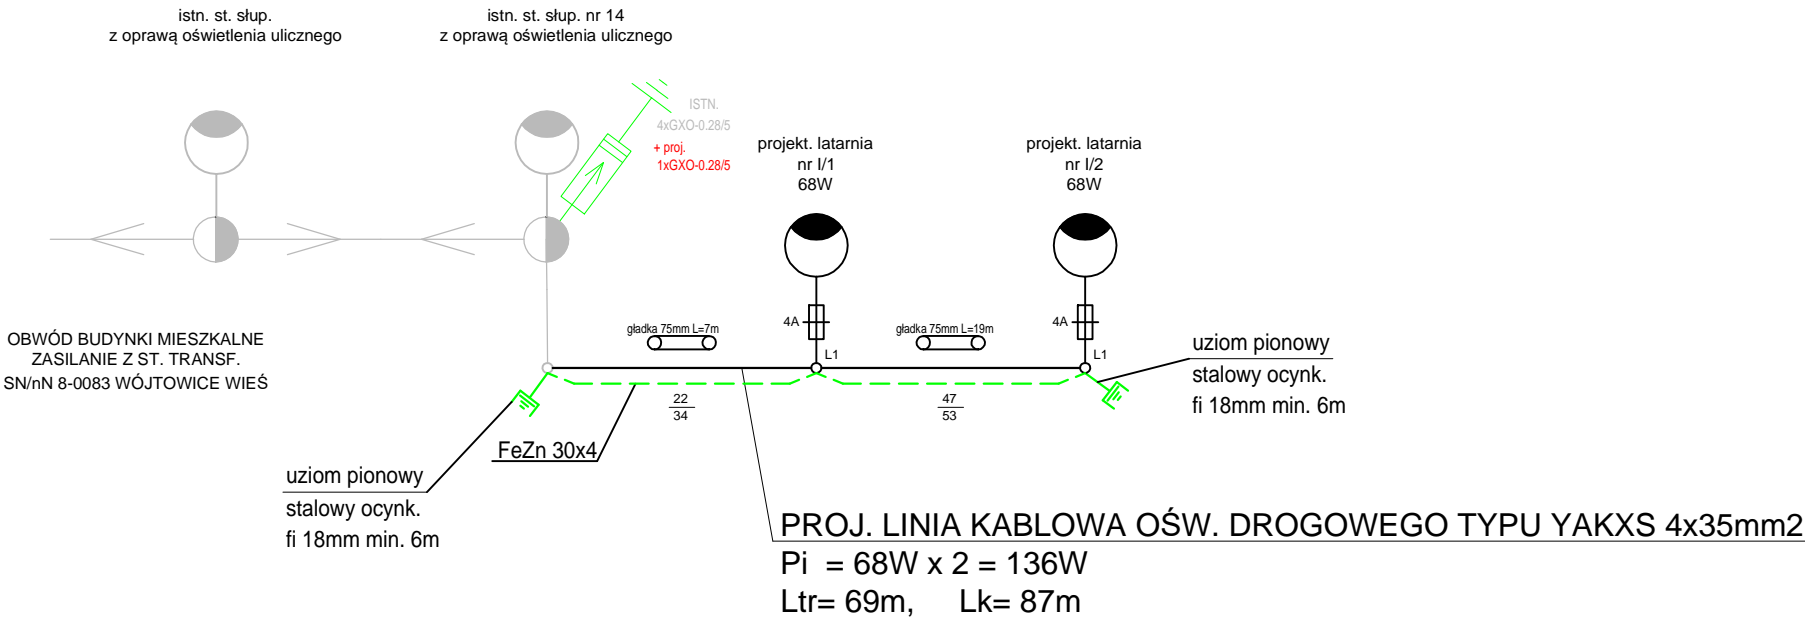 istn. st. słup.
z oprawą oświetlenia ulicznego
istn. st. słup. nr 14
z oprawą oświetlenia ulicznego
ISTN.
4xGXO-0.28/5
+ proj.
1xGXO-0.28/5
projekt. latarnia
nr I/1
68W
projekt. latarnia
nr I/2
68W
OBWÓD BUDYNKI MIESZKALNE
ZASILANIE Z ST. TRANSF.
SN/nN 8-0083 WÓJTOWICE WIEŚ
gładka 75mm L=7m
4A
L1
gładka 75mm L=19m
4A
L1
uziom pionowy
stalowy ocynk.
fi 18mm min. 6m
22
34
47
53
FeZn 30x4
uziom pionowy
stalowy ocynk.
fi 18mm min. 6m
PROJ. LINIA KABLOWA OŚW. DROGOWEGO TYPU YAKXS 4x35mm2
Pi = 68W x 2 = 136W
Ltr= 69m, Lk= 87m